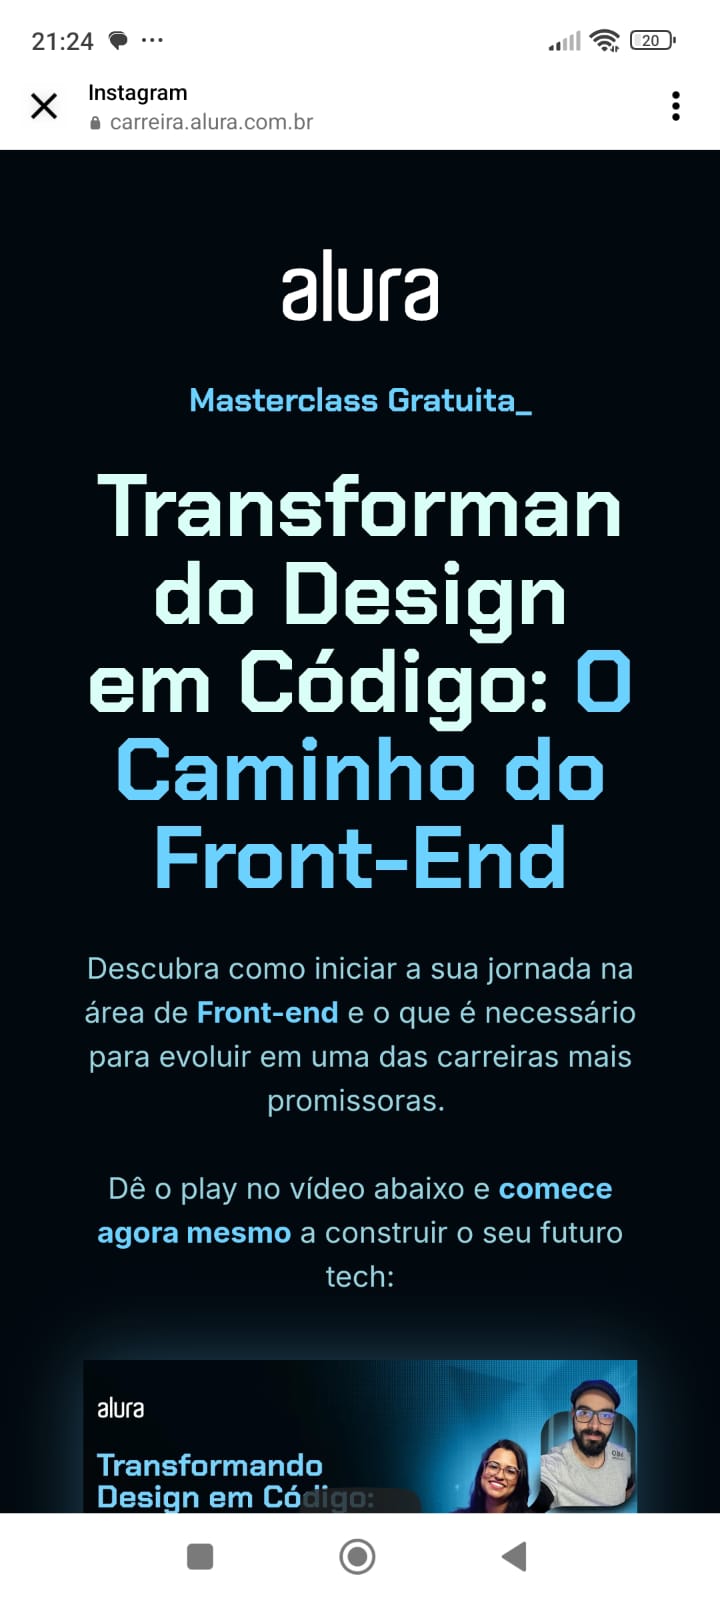 21:24
20
Instagram
carreira.alura.com.br
alura
Masterclass Gratuita_
Transforman
do Design
em Código: O
Caminho do
Front-End
Descubra como iniciar a sua jornada na
área de Front-end e o que é necessário
para evoluir em uma das carreiras mais
promissoras.
Dê o play no vídeo abaixo e comece
agora mesmo a construir o seu futuro
tech:
alura
Transformando
Design em Código: